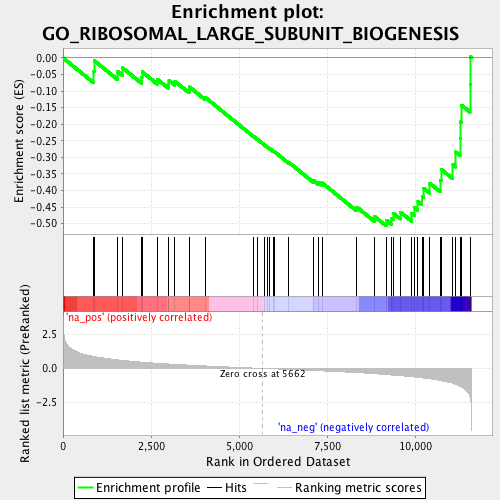 Enrichment plot:
GO_RIBOSOMAL_LARGE_SUBUNIT_BIOGENESIS
Enrichment score (ES)
0.00
-0.05
-0.10
-0.15
-0.20
-0.25
-0.30
-0.35
-0.40
-0.45
-0.50
'na_pos' (positively correlated)
Ranked list metric (PreRanked)
2.5
0.0
-2.5
Zero cross at 5662
'na_neg' (negatively correlated)
0
2,500
5,000
7,500
10,000
Rank in Ordered Dataset
Enrichment profile
Hits
Ranking metric scores